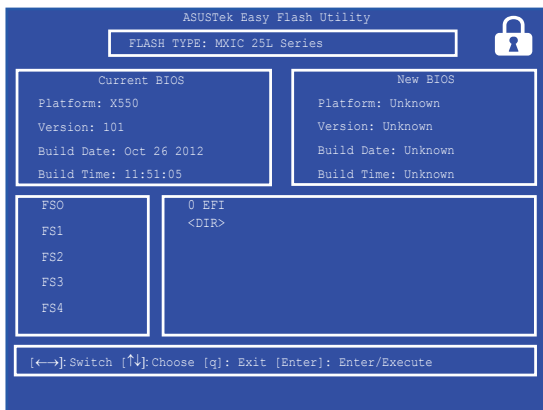 ASUSTek Easy Flash Utility
FLASH TYPE: MXIC 25L Series
Current BIOS
Platform: X550
Version: 101
Build Date: Oct 26 2012
Build Time: 11:51:05
New BIOS
Platform: Unknown
Version: Unknown
Build Date: Unknown
Build Time: Unknown
FSO
FS1
FS2
FS3
FS4
0 EFI
<DIR>
[←→]: Switch [↑↓]: Choose [q]: Exit [Enter]: Enter/Execute